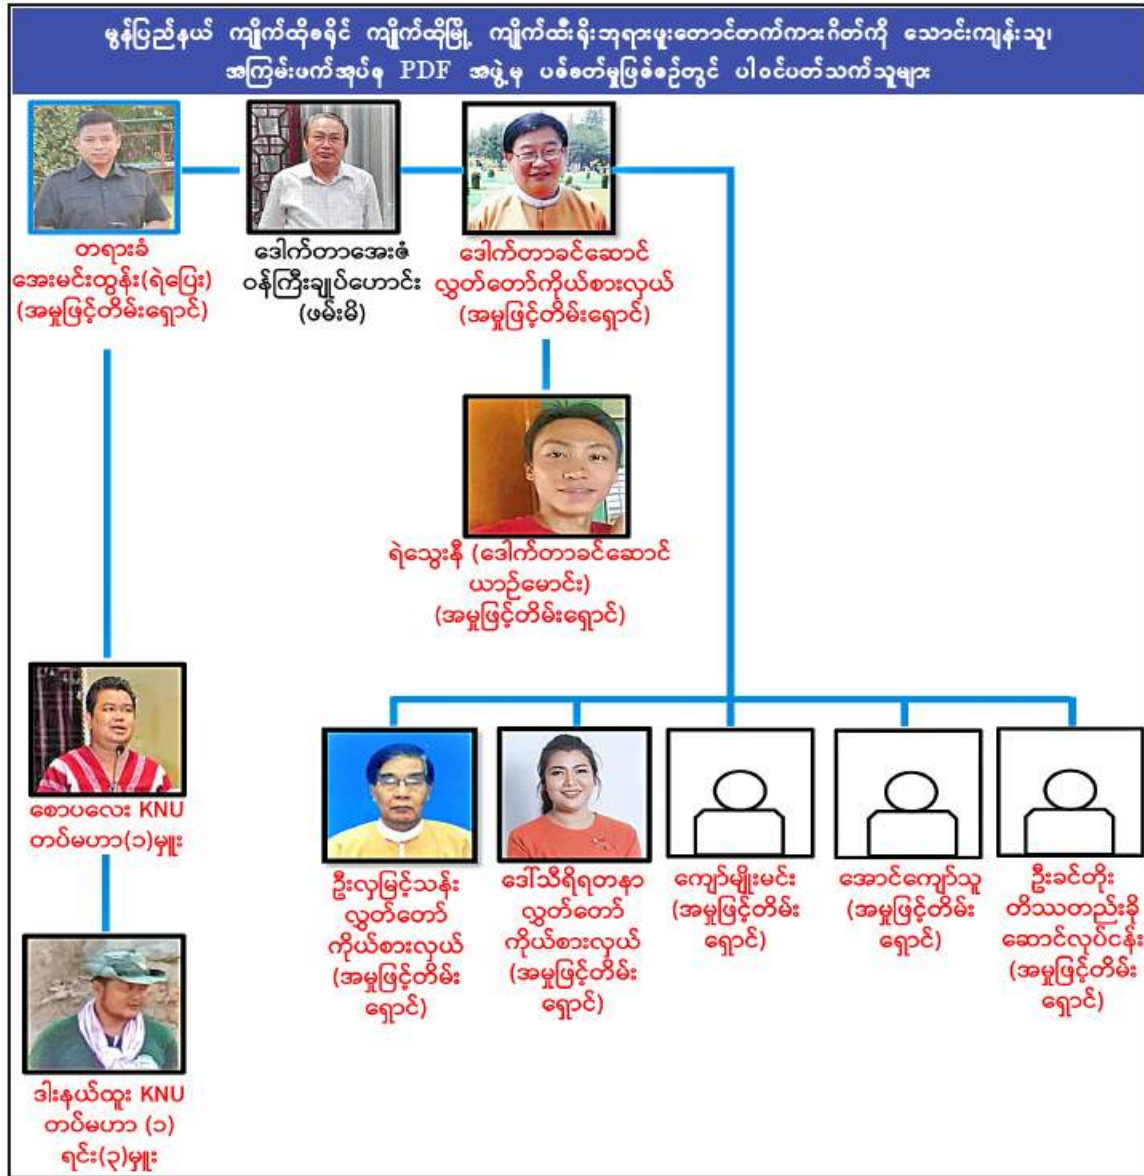 မွန်ပြည်နယ် ကျိုက်ထိုခရိုင် ကျိုက်ထိုမြို့ ကျိုက်ထီးရိုးဘုရားဖူးတောင်တက်ကားဂိတ်ကို သောင်းကျန်းသူ၊
အကြမ်းဖက်အုပ်စု PDF အဖွဲ့မှ ပစ်ခတ်မှုဖြစ်စဉ်တွင် ပါဝင်ပတ်သက်သူများ
တရားခံ
အေးမင်းထွန်း(ရဲပြေး)
(အမှုဖြင့်တိမ်းရှောင်)
ဒေါက်တာအေးဇံ
ဝန်ကြီးချုပ်ဟောင်း
(ဖမ်းမိ)
ဒေါက်တာခင်ဆောင်
လွှတ်တော်ကိုယ်စားလှယ်
(အမှုဖြင့်တိမ်းရှောင်)
ရဲသွေးနီ (ဒေါက်တာခင်ဆောင်
ယာဉ်မောင်း)
(အမှုဖြင့်တိမ်းရှောင်)
စောပလေး KNU
တပ်မဟာ(၁)မှူး
ဒါးနယ်ထူး KNU
တပ်မဟာ (၁)
ရင်း(၃)မှူး
ဦးလှမြင့်သန်း
လွှတ်တော်
ကိုယ်စားလှယ်
(အမှုဖြင့်တိမ်း
ရှောင်)
ဒေါ်သီရိရတနာ
လွှတ်တော်
ကိုယ်စားလှယ်
(အမှုဖြင့်တိမ်း
ရှောင်)
ကျော်မျိုးမင်း
(အမှုဖြင့်တိမ်း
ရှောင်)
အောင်ကျော်သူ
(အမှုဖြင့်တိမ်း
ရှောင်)
ဦးခင်တိုး
တိဿတည်းခို
ဆောင်လုပ်ငန်း
(အမှုဖြင့်တိမ်း
ရှောင်)